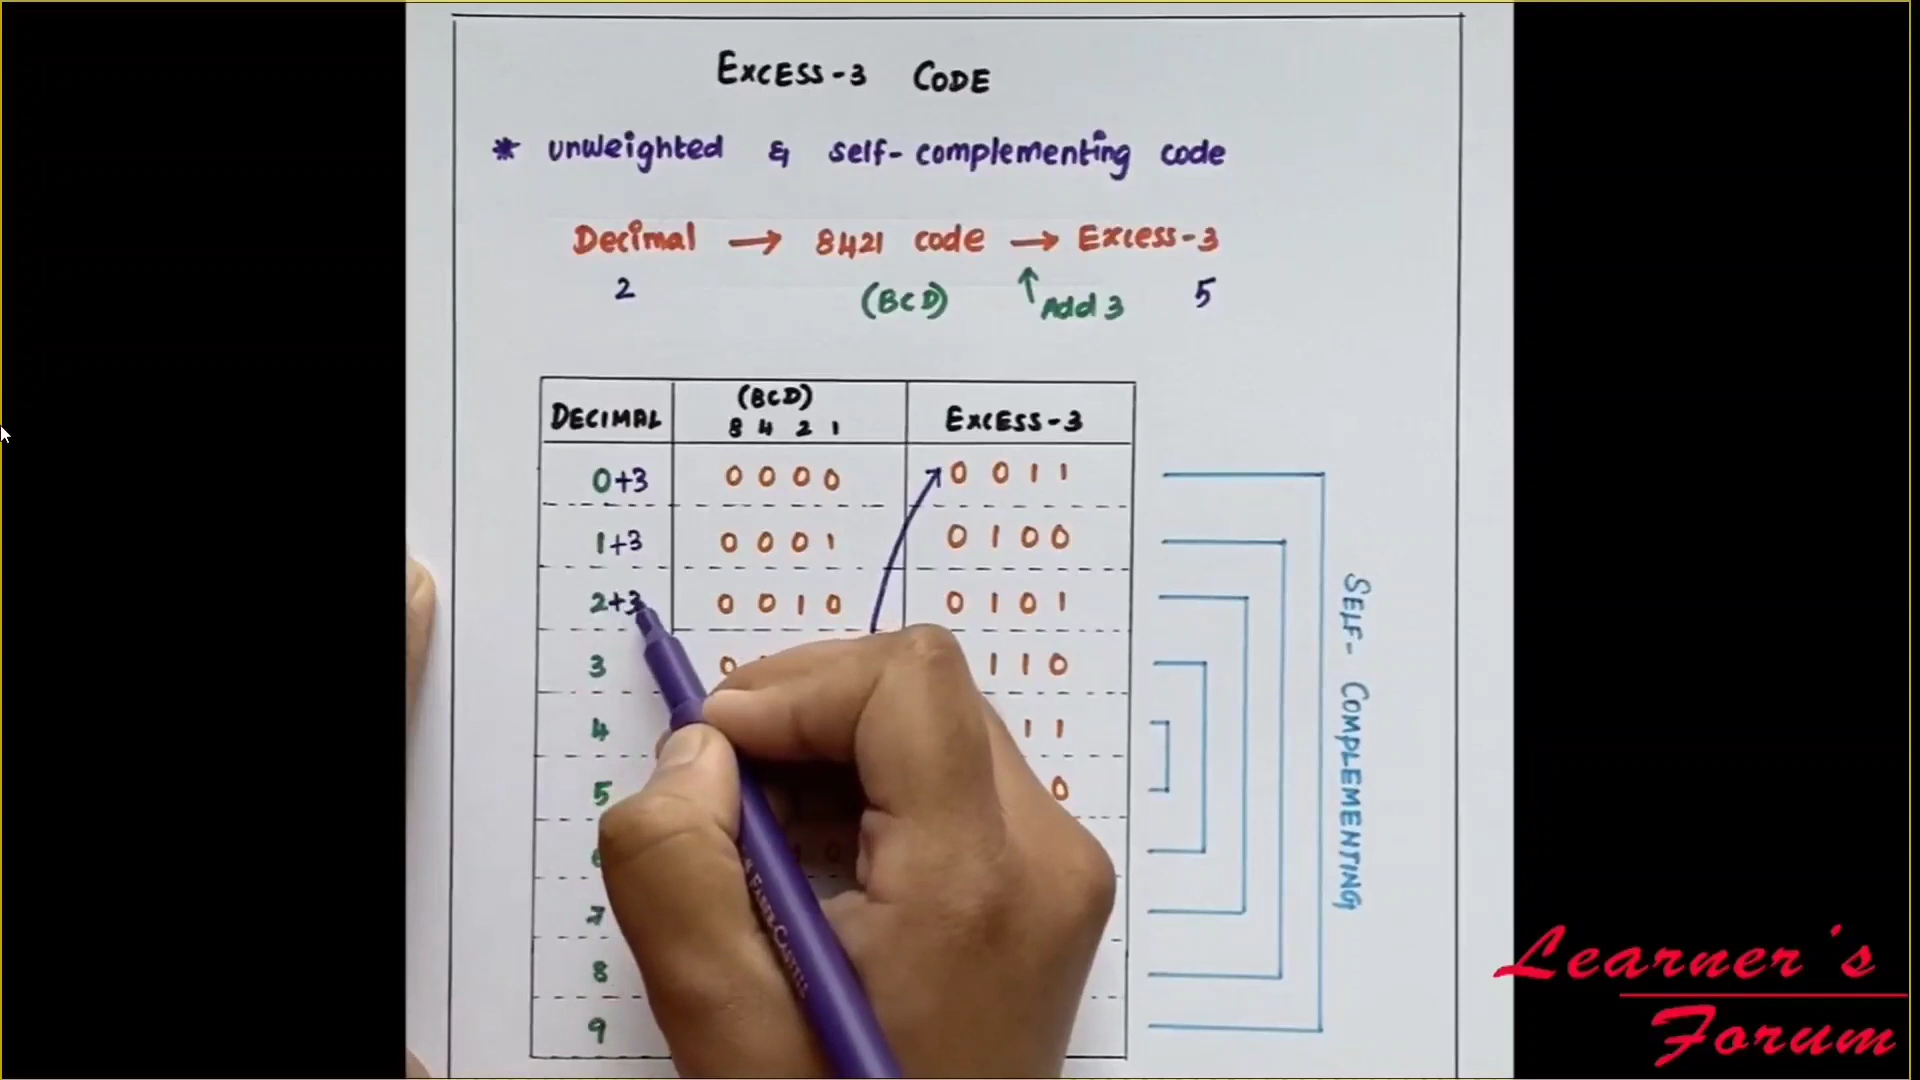 EXCESS-3 CODE
* unweighted & self-complementing code
Decimal → 8421 code → Excess-3
2 (BCD) ↑ Add 3 5
DECIMAL (BCD) 8 4 2 1 EXCESS-3
0+3 0 0 0 0 0 0 1 1
1+3 0 0 0 1 0 1 0 0
2+3 0 0 1 0 0 1 0 1
3 0 1 1 0
4 1 1
5 0
7
8
9
SELF-COMPLEMENTING
FABER-CASTELL
Learner's
Forum